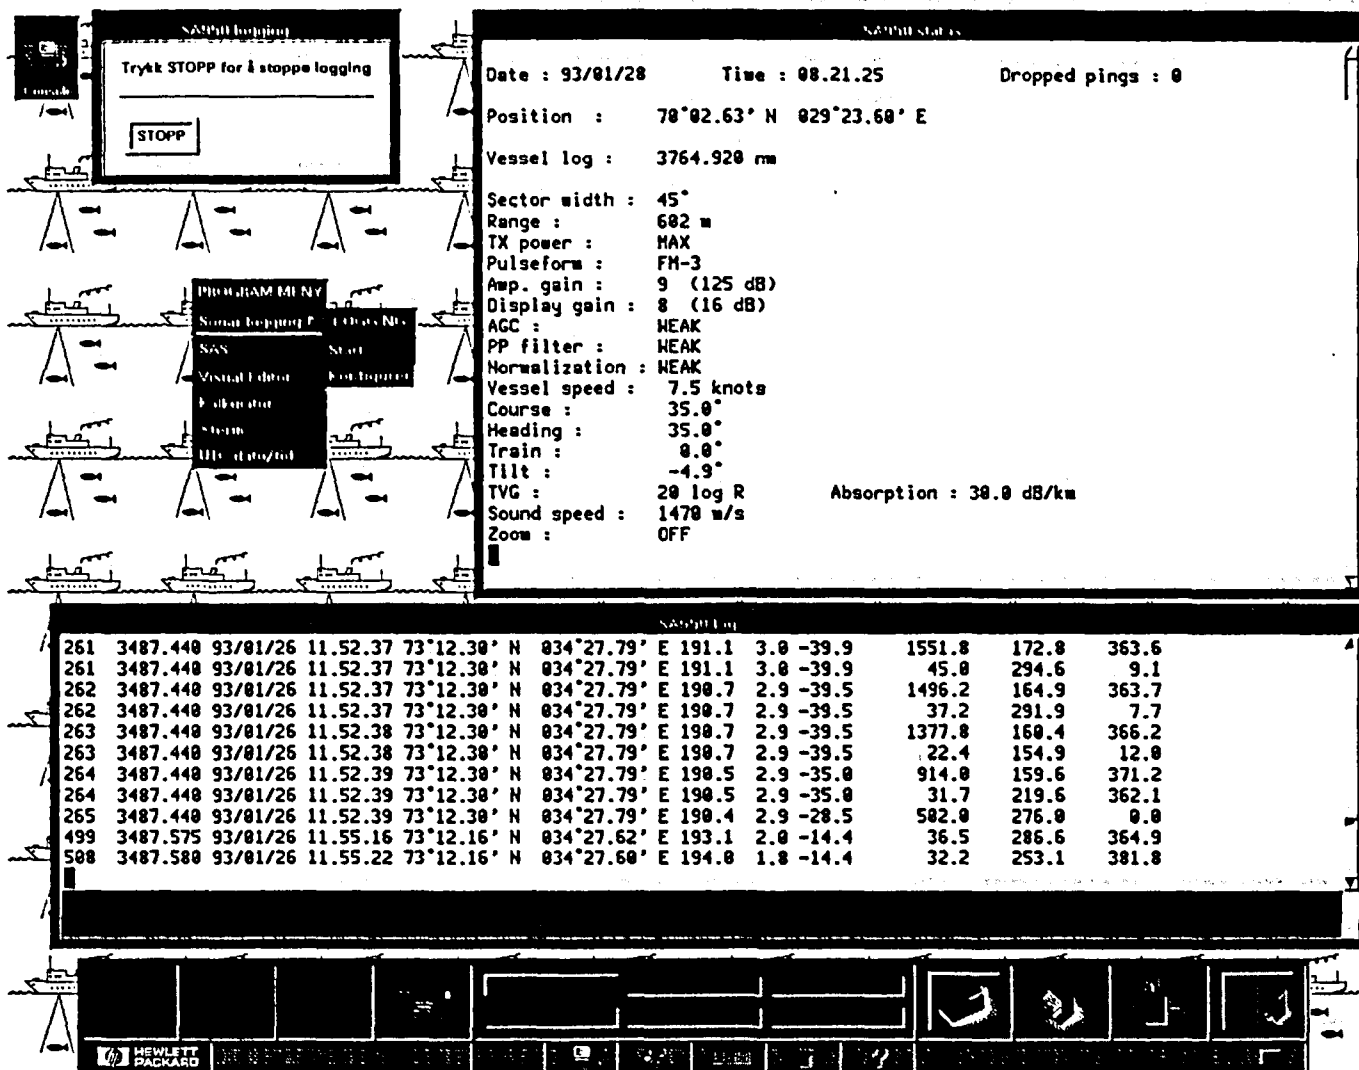 SA950 logging
Trykk STOPP for å stoppe logging
STOPP
Console
PROGRAM MENY
Sonar logging
SAS
Visual Editor
Kalkulator
UTC dato/tid
Start
Konfigurer
SA950 status
Date : 93/01/28 Time : 08.21.25 Dropped pings : 0
Position : 70°02.63' N 029°23.60' E
Vessel log : 3764.920 nm
Sector width : 45°
Range : 602 m
TX power : MAX
Pulseform : FM-3
Amp. gain : 9 (125 dB)
Display gain : 8 (16 dB)
AGC : WEAK
PP filter : WEAK
Normalization : WEAK
Vessel speed : 7.5 knots
Course : 35.0°
Heading : 35.0°
Train : 0.0°
Tilt : -4.9°
TVG : 20 log R Absorption : 30.0 dB/km
Sound speed : 1470 m/s
Zoom : OFF
SA950 Log
261 3487.440 93/01/26 11.52.37 73°12.30' N 034°27.79' E 191.1 3.0 -39.9 1551.8 172.8 363.6
261 3487.440 93/01/26 11.52.37 73°12.30' N 034°27.79' E 191.1 3.0 -39.9 45.0 294.6 9.1
262 3487.440 93/01/26 11.52.37 73°12.30' N 034°27.79' E 190.7 2.9 -39.5 1496.2 164.9 363.7
262 3487.440 93/01/26 11.52.37 73°12.30' N 034°27.79' E 190.7 2.9 -39.5 37.2 291.9 7.7
263 3487.440 93/01/26 11.52.38 73°12.30' N 034°27.79' E 190.7 2.9 -39.5 1377.8 160.4 366.2
263 3487.440 93/01/26 11.52.38 73°12.30' N 034°27.79' E 190.7 2.9 -39.5 22.4 154.9 12.0
264 3487.440 93/01/26 11.52.39 73°12.30' N 034°27.79' E 190.5 2.9 -35.0 914.0 159.6 371.2
264 3487.440 93/01/26 11.52.39 73°12.30' N 034°27.79' E 190.5 2.9 -35.0 31.7 219.6 362.1
265 3487.440 93/01/26 11.52.39 73°12.30' N 034°27.79' E 190.4 2.9 -28.5 502.0 276.0 0.0
499 3487.575 93/01/26 11.55.16 73°12.16' N 034°27.62' E 193.1 2.0 -14.4 36.5 286.6 364.9
508 3487.580 93/01/26 11.55.22 73°12.16' N 034°27.60' E 194.0 1.8 -14.4 32.2 253.1 381.8
hp HEWLETT
PACKARD